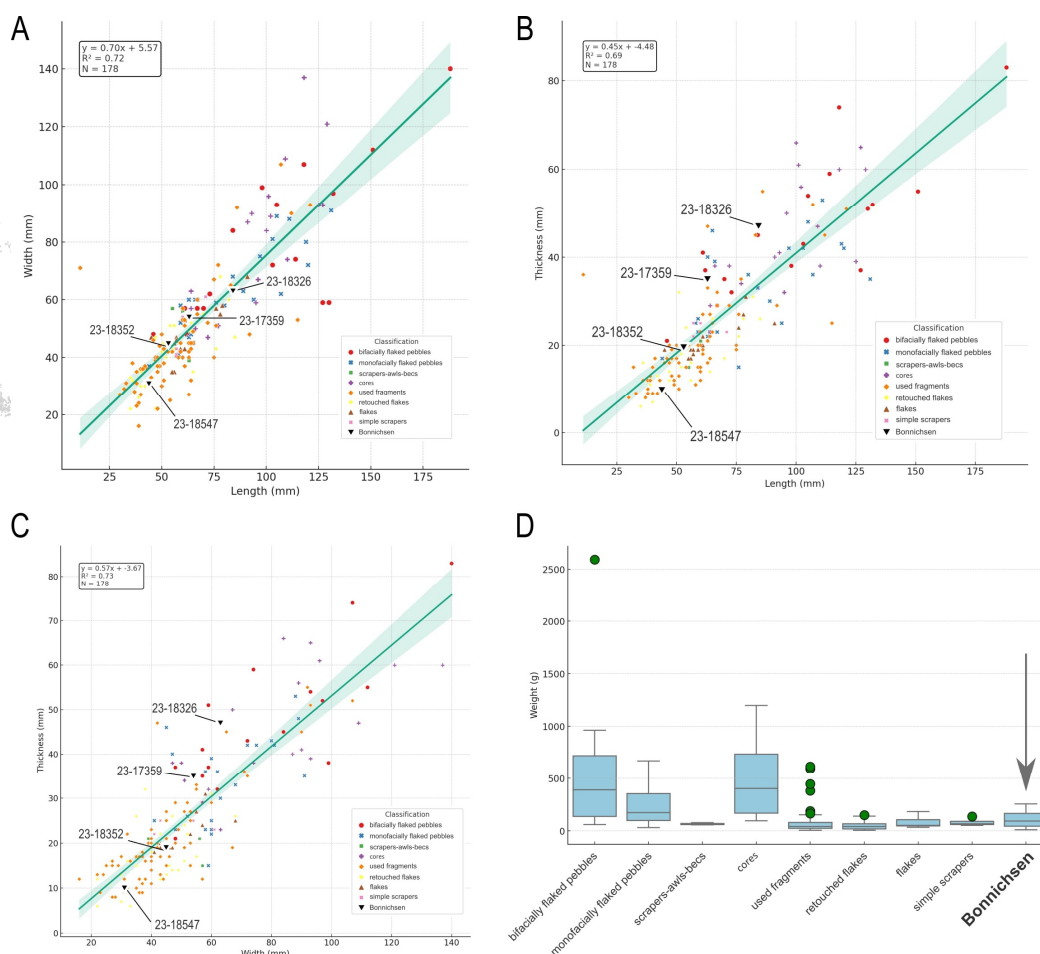 A
y = 0.70x + 5.57
R² = 0.72
N = 178
140
120
100
80
60
40
20
Width (mm)
23-18326
23-17359
23-18352
23-18547
Classification
bifacially flaked pebbles
monofacially flaked pebbles
scrapers-awls-becs
cores
used fragments
retouched flakes
flakes
simple scrapers
Bonnichsen
25
50
75
100
125
150
175
Length (mm)
B
y = 0.45x + -4.48
R² = 0.69
N = 178
80
60
40
20
0
Thickness (mm)
23-18326
23-17359
23-18352
23-18547
Classification
bifacially flaked pebbles
monofacially flaked pebbles
scrapers-awls-becs
cores
used fragments
retouched flakes
flakes
simple scrapers
Bonnichsen
25
50
75
100
125
150
175
Length (mm)
C
y = 0.57x + -3.67
R² = 0.73
N = 178
80
70
60
50
40
30
20
10
0
Thickness (mm)
23-18326
23-17359
23-18352
23-18547
Classification
bifacially flaked pebbles
monofacially flaked pebbles
scrapers-awls-becs
cores
used fragments
retouched flakes
flakes
simple scrapers
Bonnichsen
20
40
60
80
100
120
140
Width (mm)
D
2500
2000
1500
1000
500
0
Weight (g)
bifacially flaked pebbles
monofacially flaked pebbles
scrapers-awls-becs
cores
used fragments
retouched flakes
flakes
simple scrapers
Bonnichsen